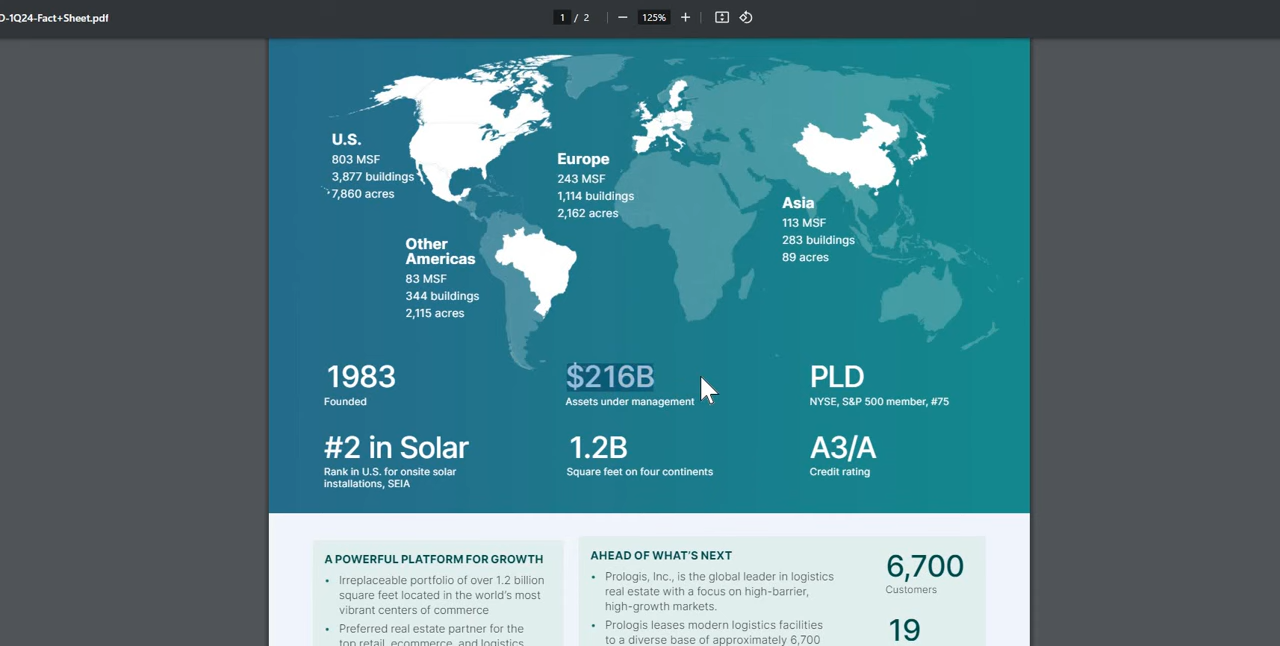 O-1Q24-Fact+Sheet.pdf
1 / 2
125%
U.S.
803 MSF
3,877 buildings
7,860 acres
Europe
243 MSF
1,114 buildings
2,162 acres
Asia
113 MSF
283 buildings
89 acres
Other
Americas
83 MSF
344 buildings
2,115 acres
1983
Founded
$216B
Assets under management
PLD
NYSE, S&P 500 member, #75
#2 in Solar
Rank in U.S. for onsite solar
installations, SEIA
1.2B
Square feet on four continents
A3/A
Credit rating
A POWERFUL PLATFORM FOR GROWTH
• Irreplaceable portfolio of over 1.2 billion
square feet located in the world's most
vibrant centers of commerce
• Preferred real estate partner for the
top retail, ecommerce, and logistics
AHEAD OF WHAT'S NEXT
• Prologis, Inc., is the global leader in logistics
real estate with a focus on high-barrier,
high-growth markets.
• Prologis leases modern logistics facilities
to a diverse base of approximately 6,700
6,700
Customers
19